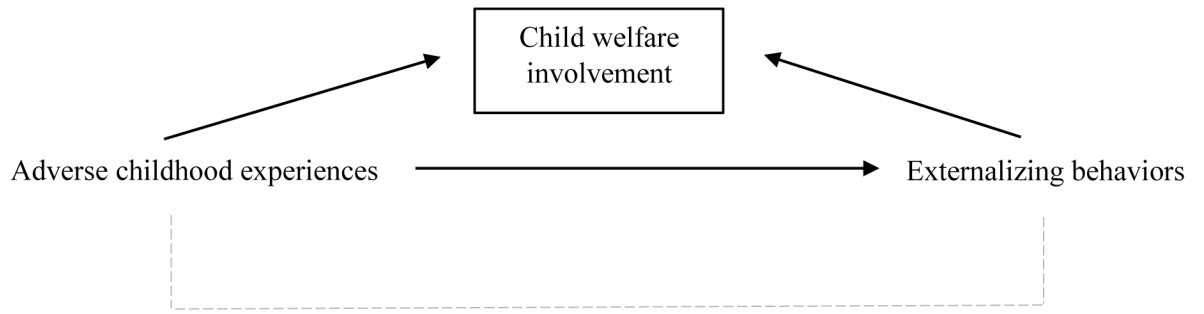 Child welfare
involvement
Adverse childhood experiences
Externalizing behaviors